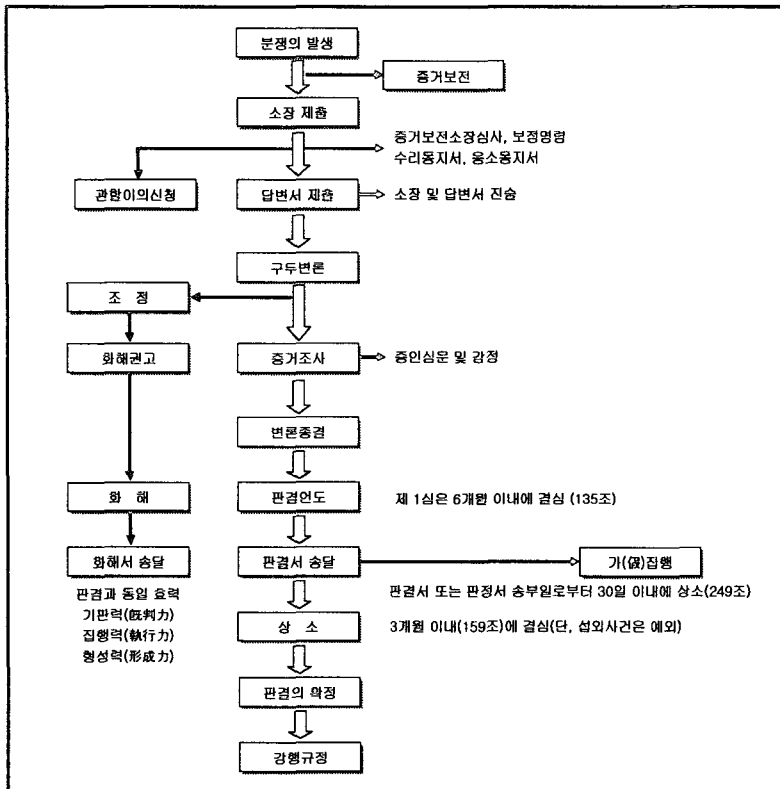 분쟁의 발생
증거보전
소장 제출
증거보전소장심사, 보정명령
수리통지서, 응소통지서
관할이의신청
답변서 제출
소장 및 답변서 진술
구두변론
조 정
화해권고
증거조사
증인심문 및 감정
변론종결
화 해
판결언도
제 1심은 6개월 이내에 결심 (135조)
화해서 송달
판결서 송달
가(假)집행
판결과 동일 효력
기판력(旣判力)
집행력(執行力)
형성력(形成力)
판결서 또는 판정서 송부일로부터 30일 이내에 상소(249조)
상 소
3개월 이내(159조)에 결심(단, 섭외사건은 예외)
판결의 확정
강행규정